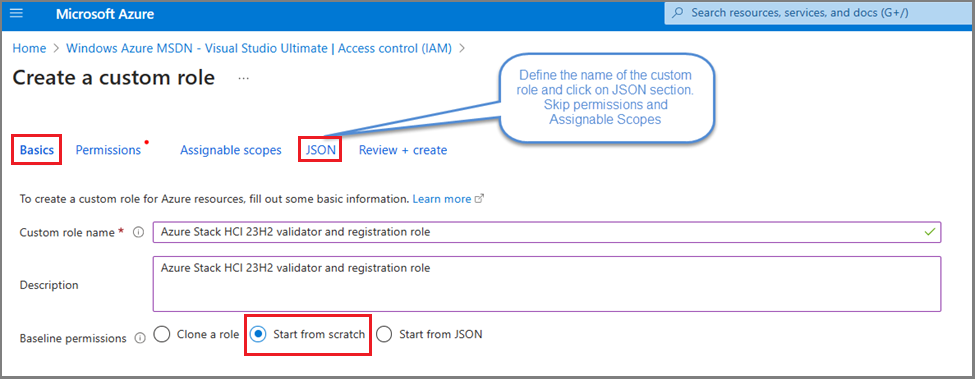 Microsoft Azure
Search resources, services, and docs (G+/)
Home > Windows Azure MSDN - Visual Studio Ultimate | Access control (IAM) >
Create a custom role ...
Define the name of the custom
role and click on JSON section.
Skip permissions and
Assignable Scopes
Basics Permissions Assignable scopes JSON Review + create
To create a custom role for Azure resources, fill out some basic information. Learn more
Custom role name * Azure Stack HCI 23H2 validator and registration role
Azure Stack HCI 23H2 validator and registration role
Description
Baseline permissions Clone a role Start from scratch Start from JSON